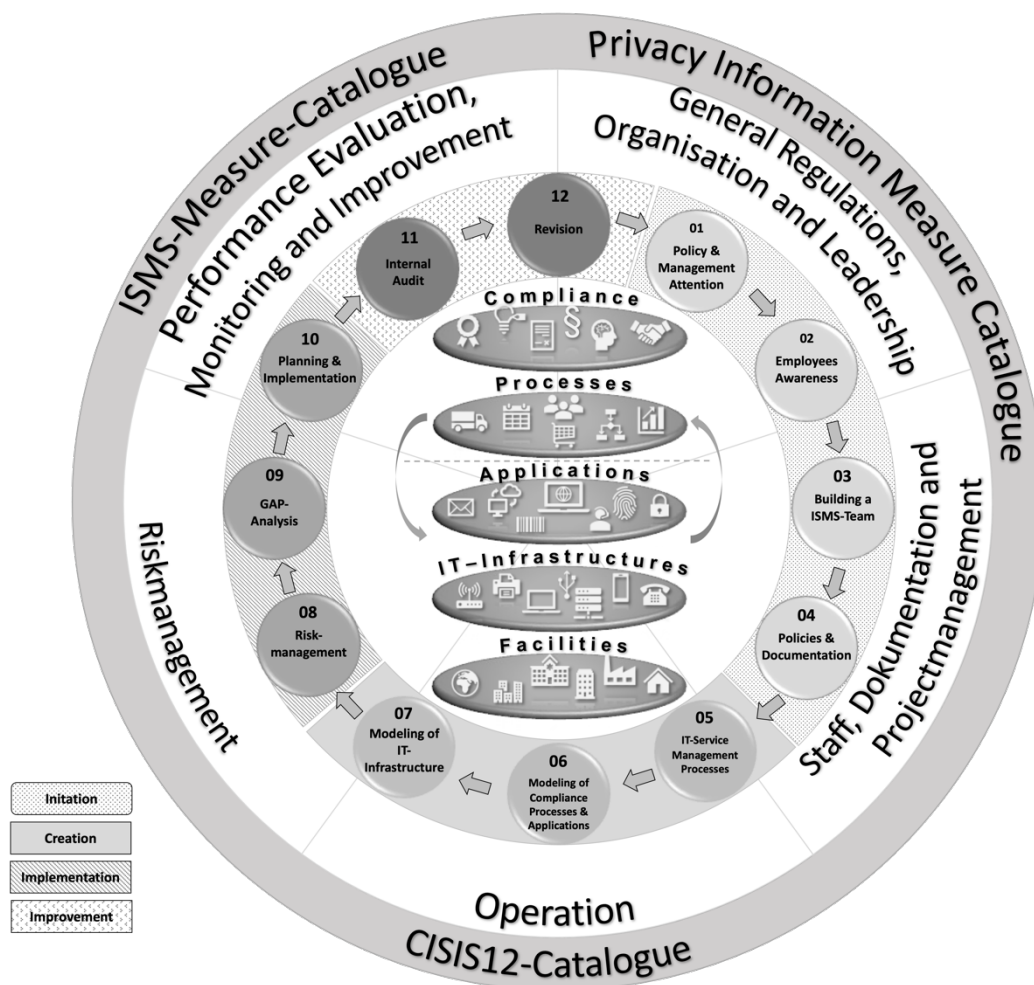 ISMS-Measure-Catalogue
Privacy Information Measure Catalogue
Performance Evaluation,
Monitoring and Improvement
General Regulations,
Organisation and Leadership
12
Revision
01
Policy &
Management
Attention
02
Employees
Awareness
03
Building a
ISMS-Team
04
Policies &
Documentation
05
IT-Service
Management
Processes
06
Modeling of
Compliance
Processes &
Applications
07
Modeling of
IT-
Infrastructure
08
Risk-
management
09
GAP-
Analysis
10
Planning &
Implementation
11
Internal
Audit
Compliance
§
Processes
Applications
IT–Infrastructures
Facilities
Staff, Dokumentation and
Projectmanagement
Riskmanagement
Operation
CISIS12-Catalogue
Initation
Creation
Implementation
Improvement